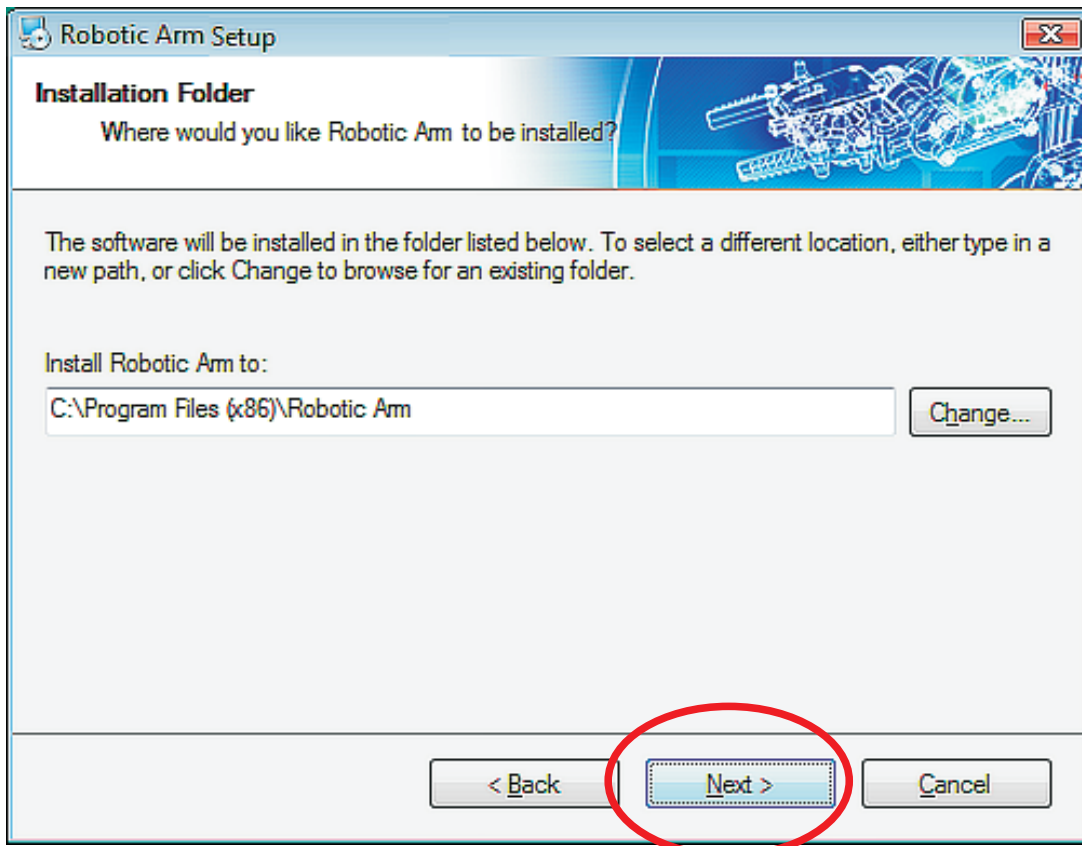 Robotic Arm Setup
Installation Folder
Where would you like Robotic Arm to be installed?
The software will be installed in the folder listed below. To select a different location, either type in a
new path, or click Change to browse for an existing folder.
Install Robotic Arm to:
C:\Program Files (x86)\Robotic Arm
Change...
< Back
Next >
Cancel